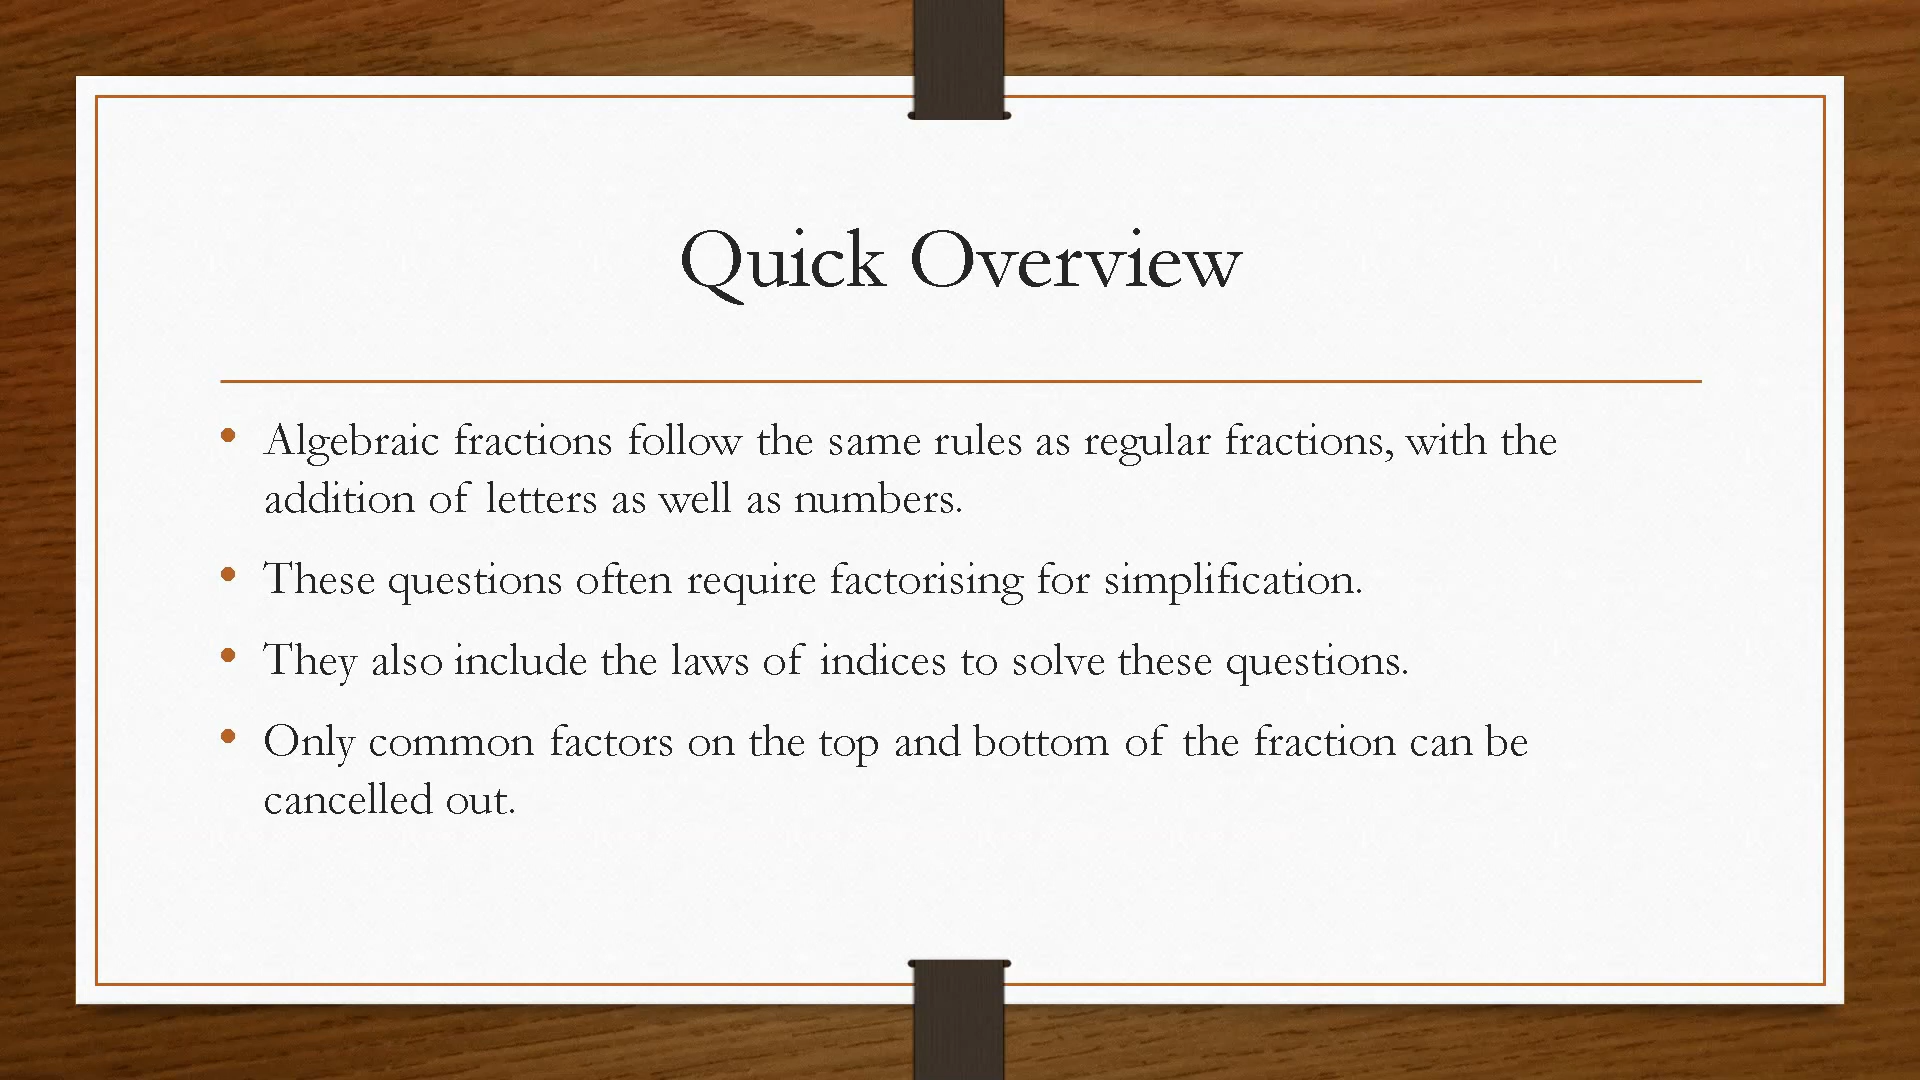 Quick Overview
• Algebraic fractions follow the same rules as regular fractions, with the
addition of letters as well as numbers.
• These questions often require factorising for simplification.
• They also include the laws of indices to solve these questions.
• Only common factors on the top and bottom of the fraction can be
cancelled out.